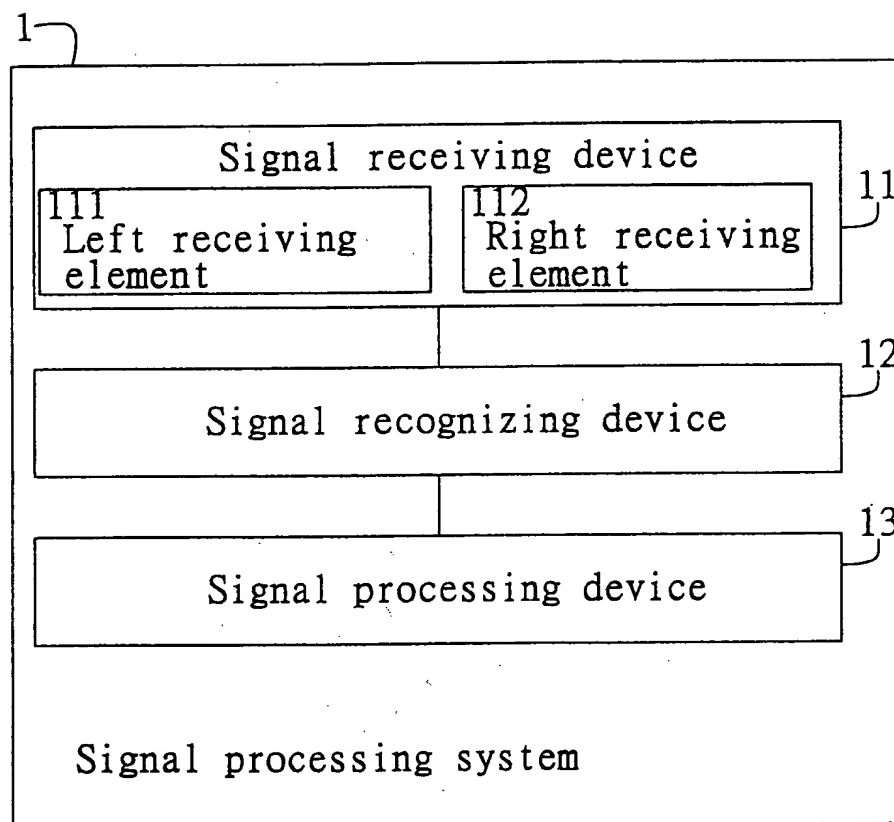 1
Signal receiving device
11
111
Left receiving
element
112
Right receiving
element
12
Signal recognizing device
13
Signal processing device
Signal processing system